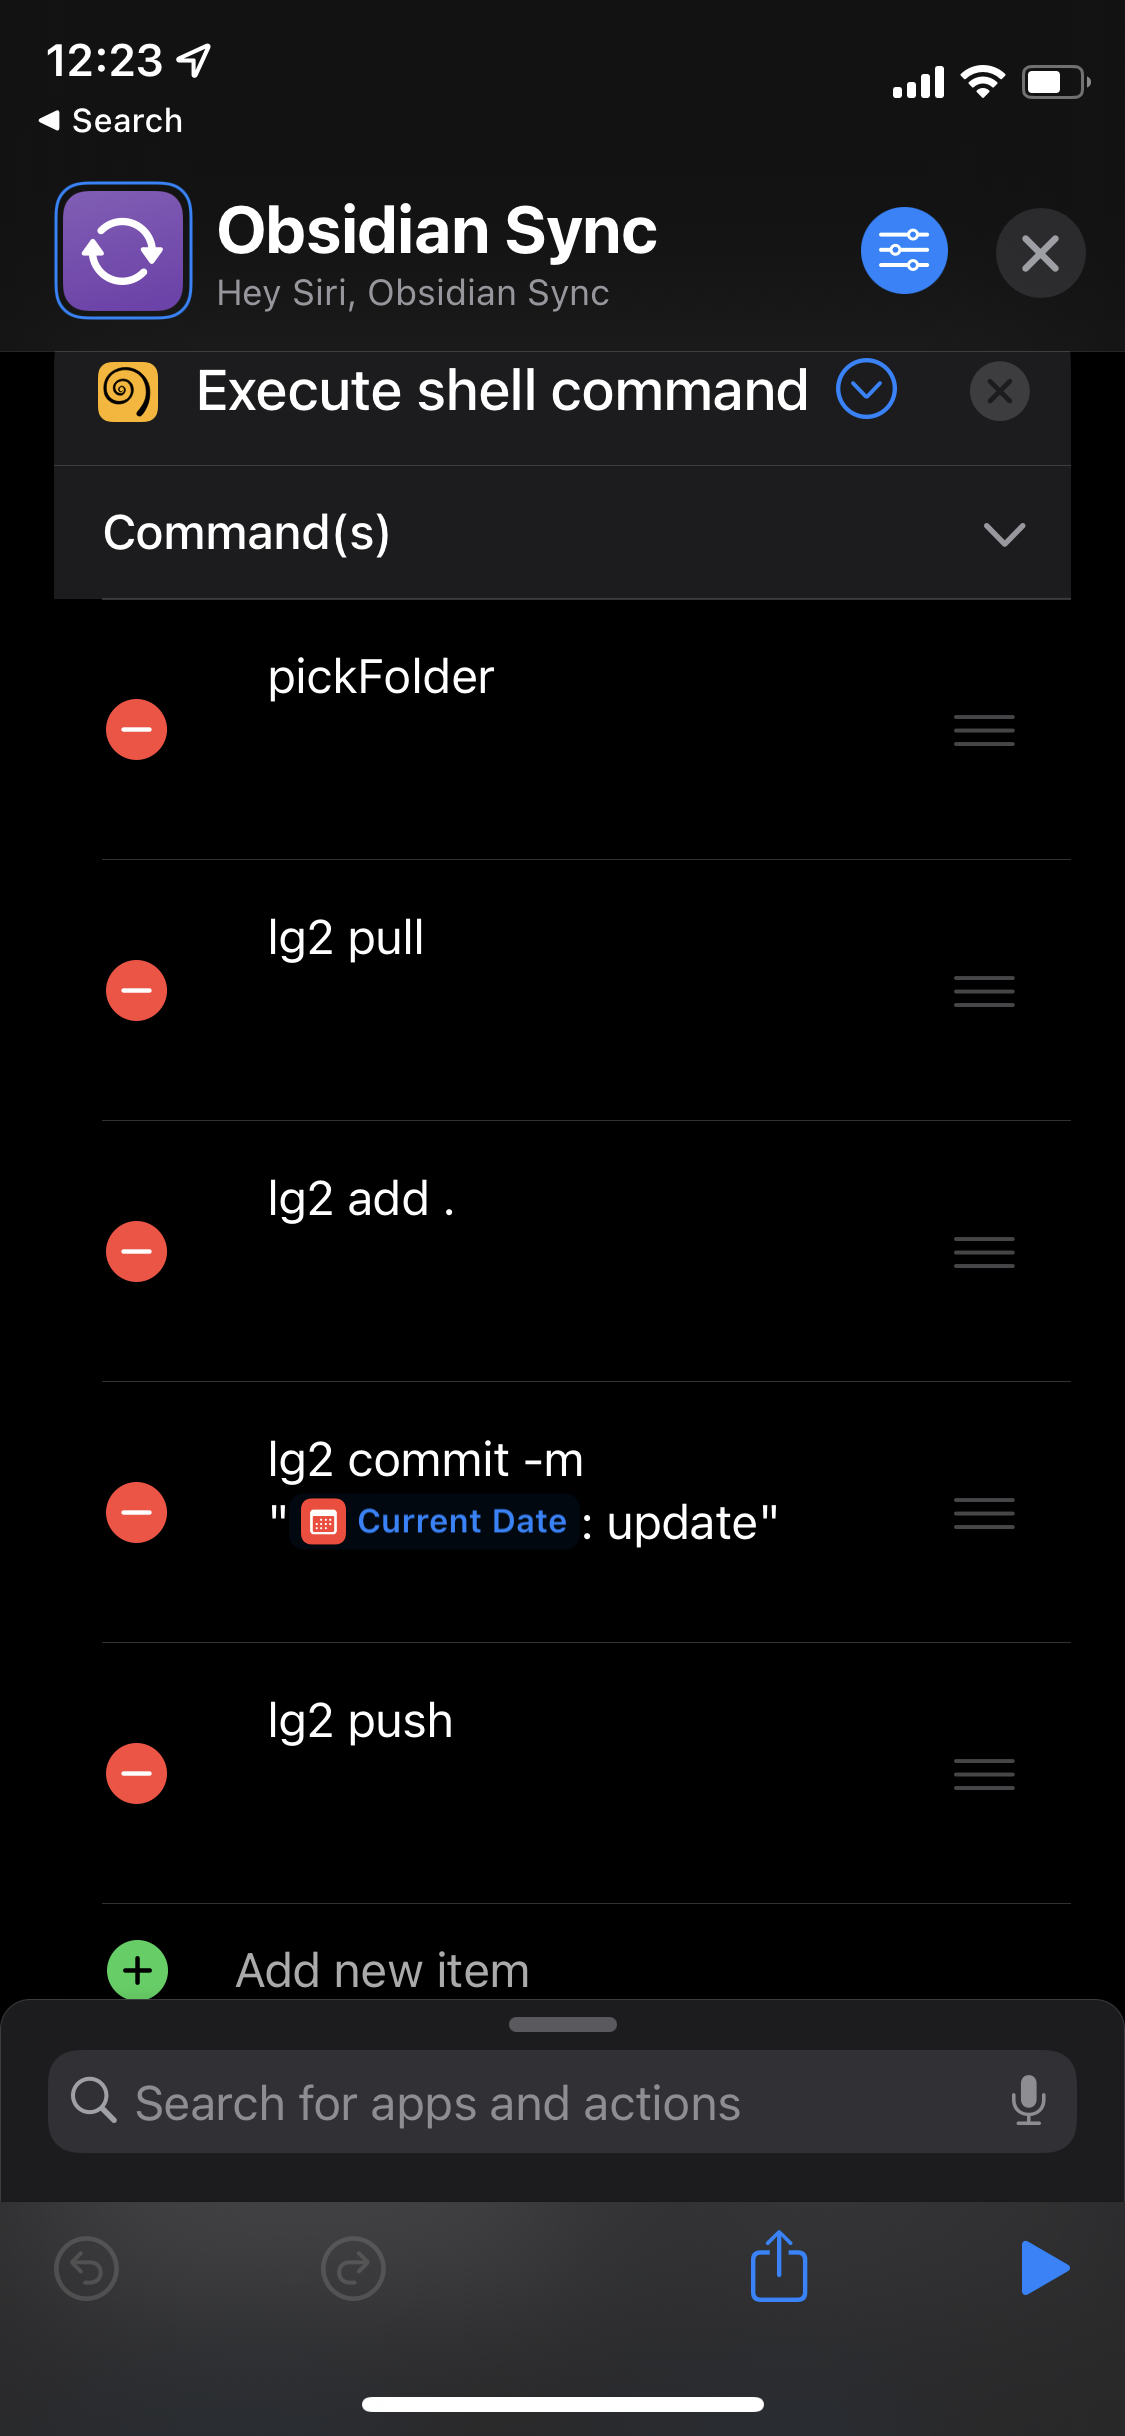 12:23
Search
Obsidian Sync
Hey Siri, Obsidian Sync
Execute shell command
Command(s)
pickFolder
lg2 pull
lg2 add .
lg2 commit -m
"Current Date: update"
lg2 push
Add new item
Search for apps and actions